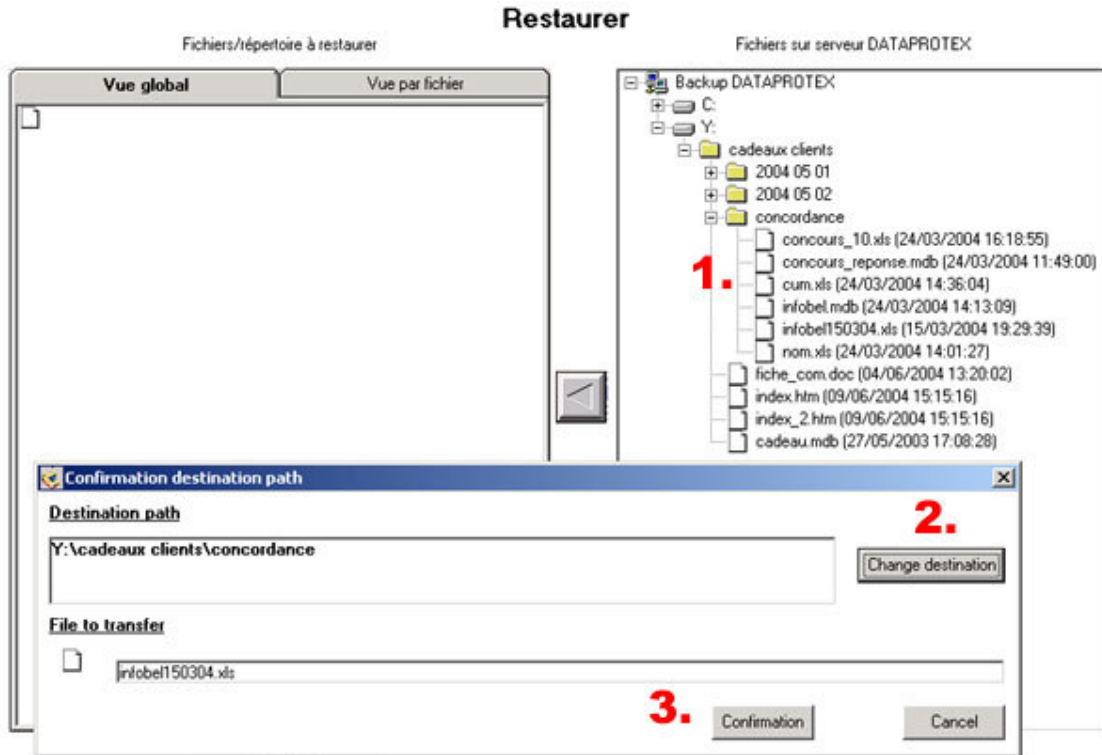 Restaurer
Fichiers/répertoire à restaurer
Fichiers sur serveur DATAPROTEX
Vue global
Vue par fichier
Backup DATAPROTEX
C:
Y:
cadeaux clients
2004 05 01
2004 05 02
concordance
concours_10.xls (24/03/2004 16:18:55)
concours_reponse.mdb (24/03/2004 11:49:00)
1.
cum.xls (24/03/2004 14:36:04)
infobel.mdb (24/03/2004 14:13:09)
infobel150304.xls (15/03/2004 19:29:39)
nom.xls (24/03/2004 14:01:27)
fiche_com.doc (04/06/2004 13:20:02)
index.htm (09/06/2004 15:15:16)
index_2.htm (09/06/2004 15:15:16)
cadeau.mdb (27/05/2003 17:08:28)
Confirmation destination path
Destination path
2.
Y:\cadeaux clients\concordance
Change destination
File to transfer
infobel150304.xls
3.
Confirmation
Cancel